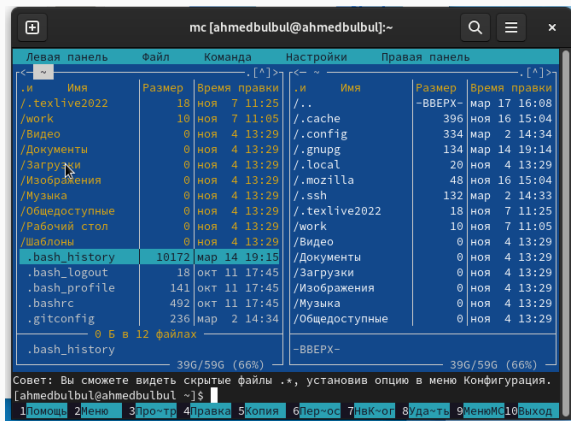 mc [ahmedbulbul@ahmedbulbul]:~
Левая панель Файл Команда Настройки Правая панель
<— ~ —.[^]>
.и Имя Размер Время правки
/.texlive2022 18 ноя 7 11:25
/work 10 ноя 7 11:05
/Видео 0 ноя 4 13:29
/Документы 0 ноя 4 13:29
/Загрузки 0 ноя 4 13:29
/Изображения 0 ноя 4 13:29
/Музыка 0 ноя 4 13:29
/Общедоступные 0 ноя 4 13:29
/Рабочий стол 0 ноя 4 13:29
/Шаблоны 0 ноя 4 13:29
.bash_history 10172 мар 14 19:15
.bash_logout 18 окт 11 17:45
.bash_profile 141 окт 11 17:45
.bashrc 492 окт 11 17:45
.gitconfig 236 мар 2 14:34
0 Б в 12 файлах
.bash_history
39G/59G (66%)
<— ~ —.[^]>
.и Имя Размер Время правки
/.. -ВВЕРХ- мар 17 16:08
/.cache 396 ноя 16 15:04
/.config 334 мар 2 14:34
/.gnupg 134 мар 14 19:14
/.local 20 ноя 4 13:29
/.mozilla 48 ноя 16 15:04
/.ssh 132 мар 2 14:33
/.texlive2022 18 ноя 7 11:25
/work 10 ноя 7 11:05
/Видео 0 ноя 4 13:29
/Документы 0 ноя 4 13:29
/Загрузки 0 ноя 4 13:29
/Изображения 0 ноя 4 13:29
/Музыка 0 ноя 4 13:29
/Общедоступные 0 ноя 4 13:29
-ВВЕРХ-
39G/59G (66%)
Совет: Вы сможете видеть скрытые файлы .*, установив опцию в меню Конфигурация.
[ahmedbulbul@ahmedbulbul ~]$
1Помощь 2Меню 3Про~тр 4Правка 5Копия 6Пер~ос 7НвК~ог 8Уда~ть 9МенюМС 10Выход